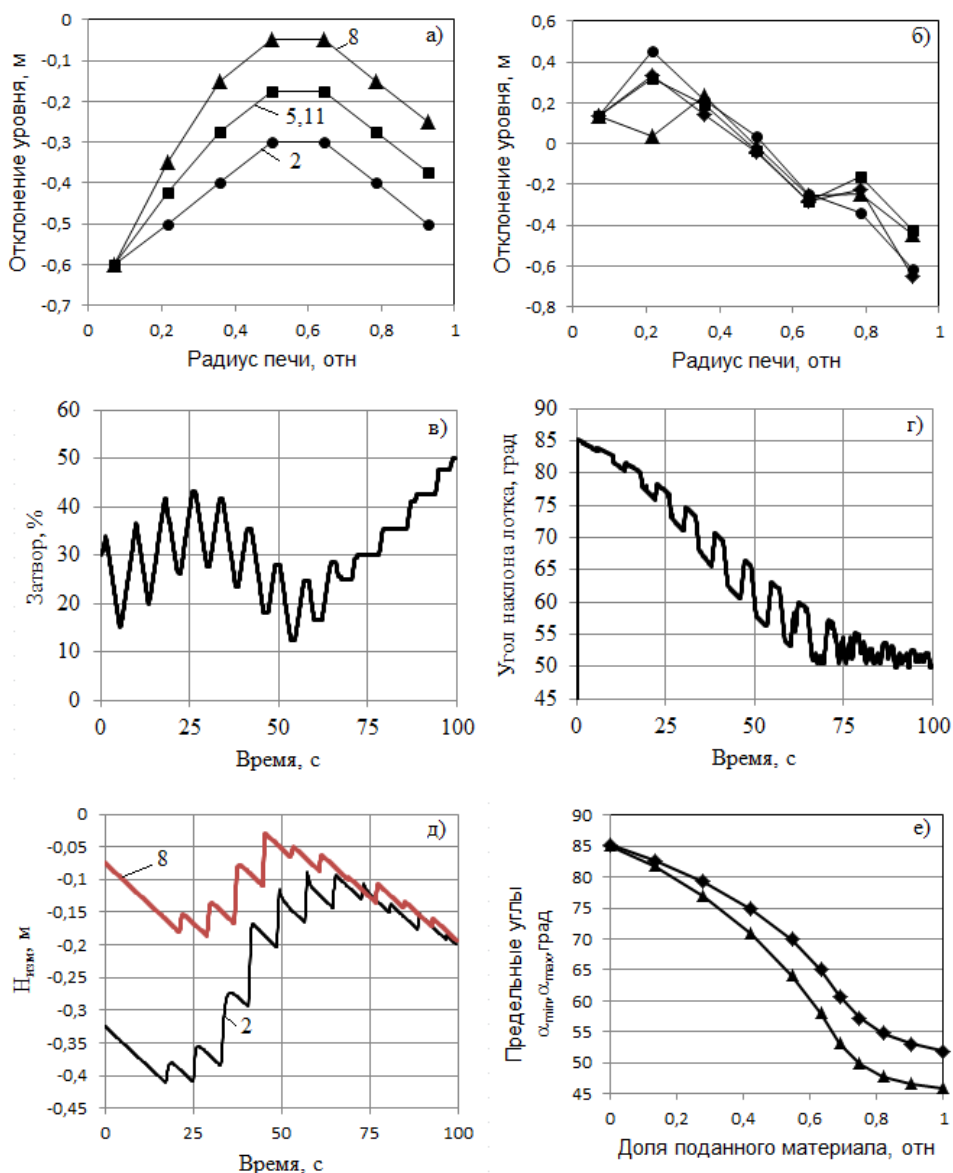 а)
Отклонение уровня, м
0
-0,1
-0,2
-0,3
-0,4
-0,5
-0,6
-0,7
8
5,11
2
0 0,2 0,4 0,6 0,8 1
Радиус печи, отн
б)
Отклонение уровня, м
0,6
0,4
0,2
0
-0,2
-0,4
-0,6
-0,8
0 0,2 0,4 0,6 0,8 1
Радиус печи, отн
в)
Затвор, %
60
50
40
30
20
10
0
0 25 50 75 100
Время, с
г)
Угол наклона лотка, град
90
85
80
75
70
65
60
55
50
45
0 25 50 75 100
Время, с
д)
Низм, м
0
-0,05
-0,1
-0,15
-0,2
-0,25
-0,3
-0,35
-0,4
-0,45
8
2
0 25 50 75 100
Время, с
е)
Предельные углы
αmin, αmax, град
90
85
80
75
70
65
60
55
50
45
0 0,2 0,4 0,6 0,8 1
Доля поданного материала, отн